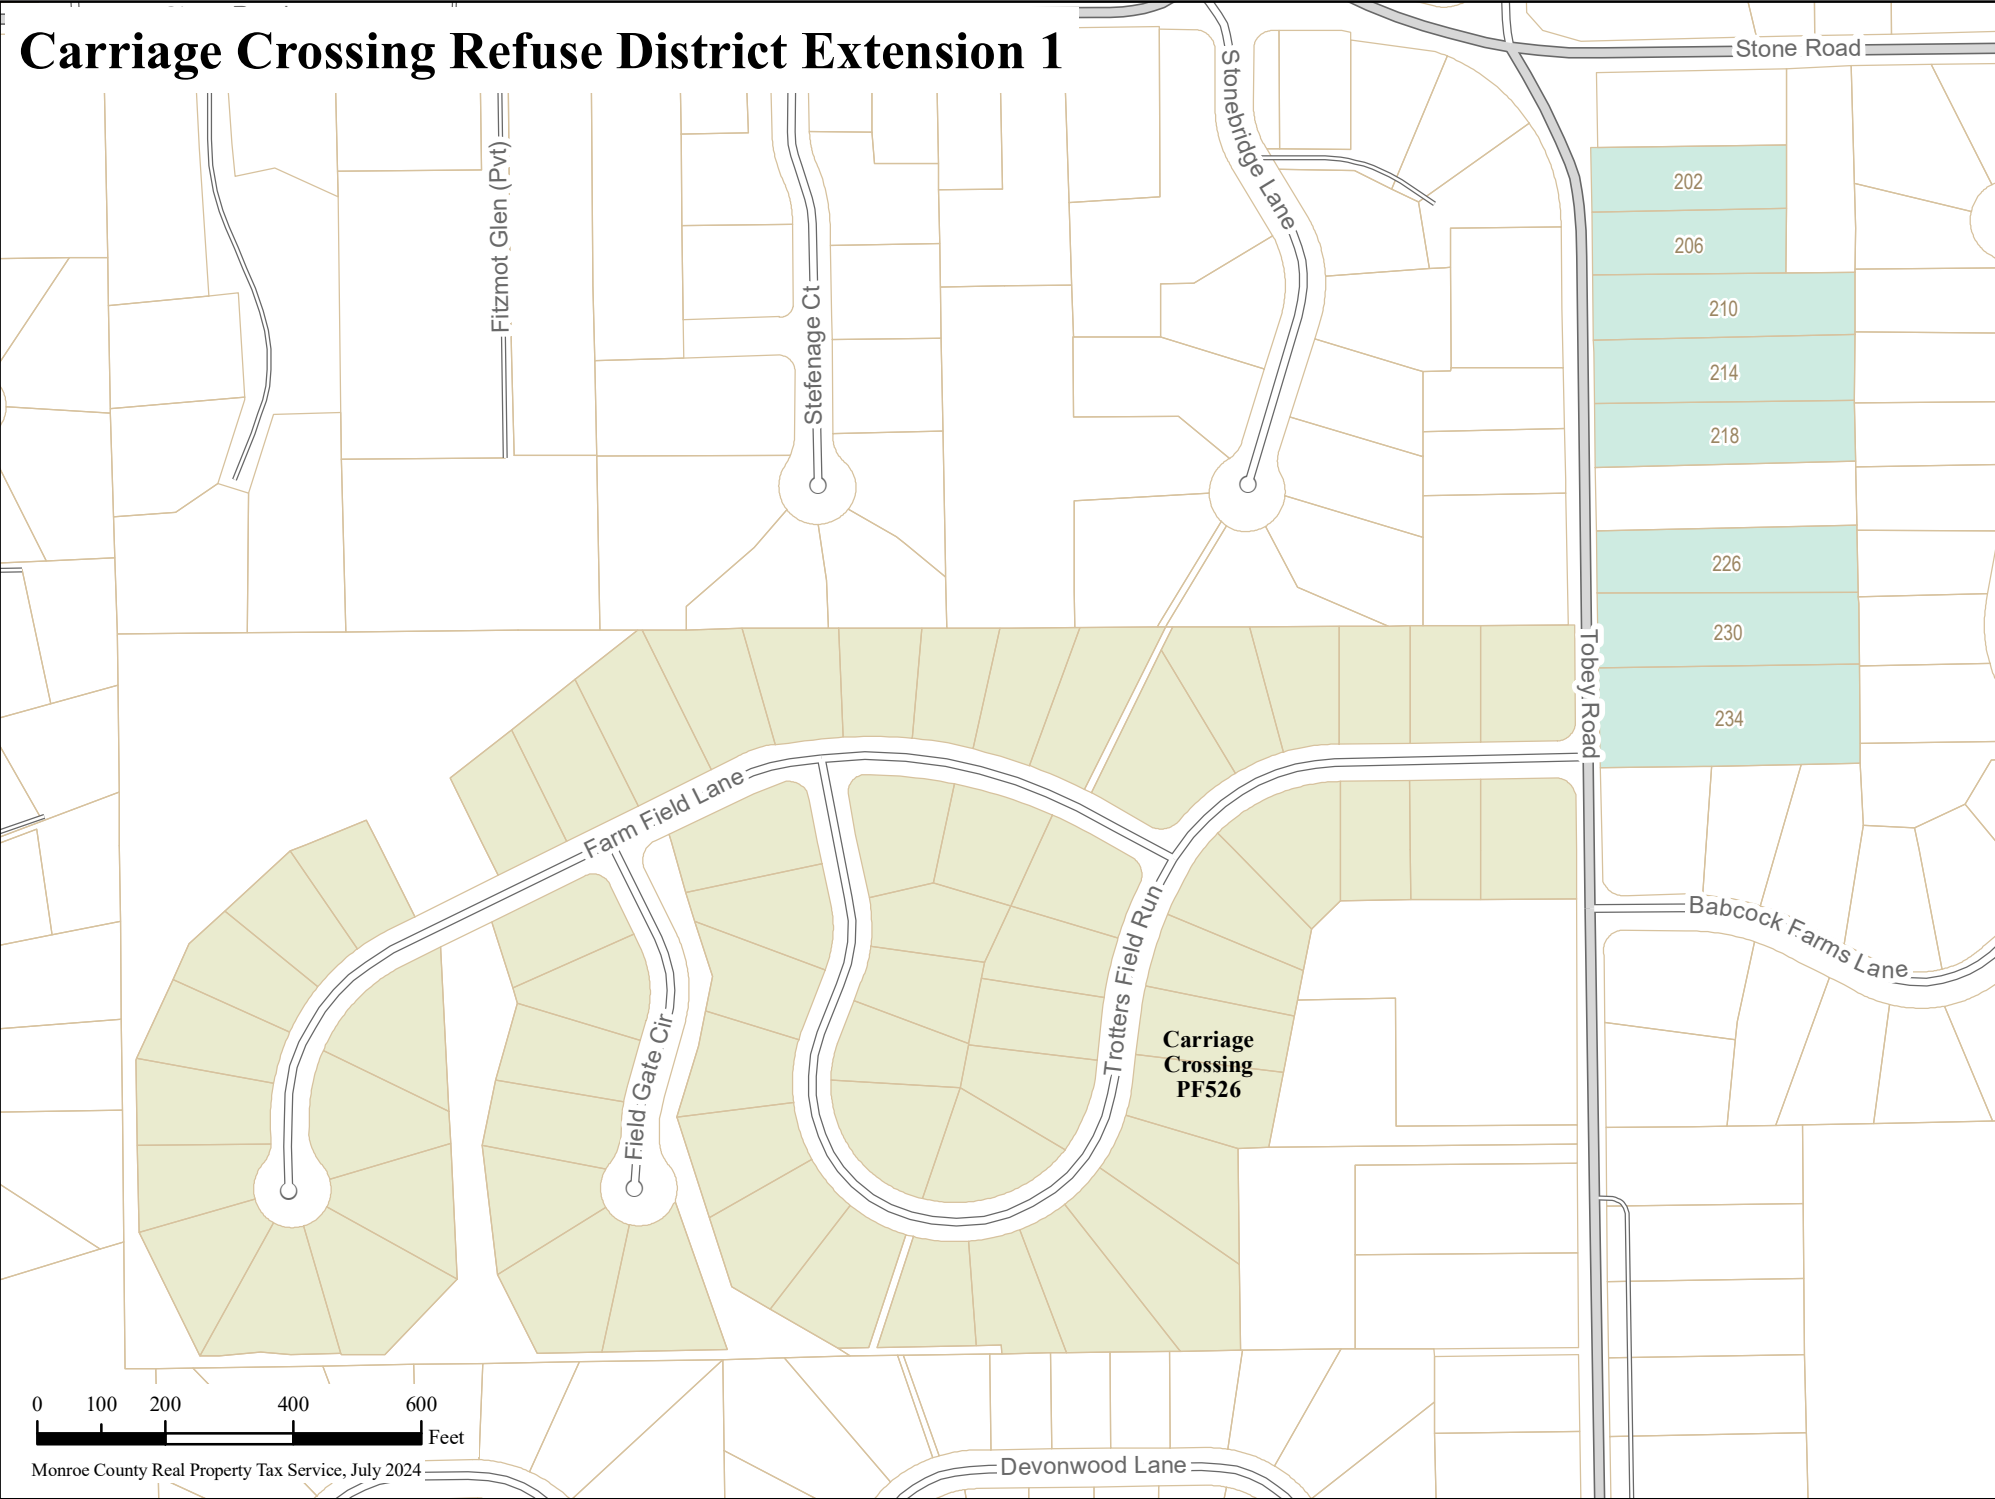 Carriage Crossing Refuse District Extension 1
Stone Road
Stonebridge Lane
Fitzmot Glen (Pvt)
Stefenage Ct
202
206
210
214
218
226
230
234
Tobey Road
Farm Field Lane
Trotters Field Run
Field Gate Cir
Babcock Farms Lane
Carriage
Crossing
PF526
0 100 200 400 600
Feet
Monroe County Real Property Tax Service, July 2024
Devonwood Lane